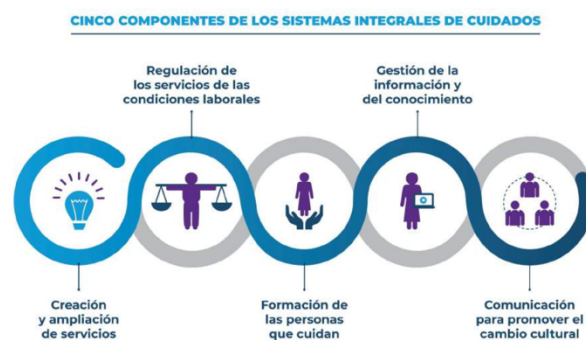 CINCO COMPONENTES DE LOS SISTEMAS INTEGRALES DE CUIDADOS
Regulación de
los servicios de las
condiciones laborales
Gestión de la
información y
del conocimiento
Creación
y ampliación
de servicios
Formación de
las personas
que cuidan
Comunicación
para promover el
cambio cultural